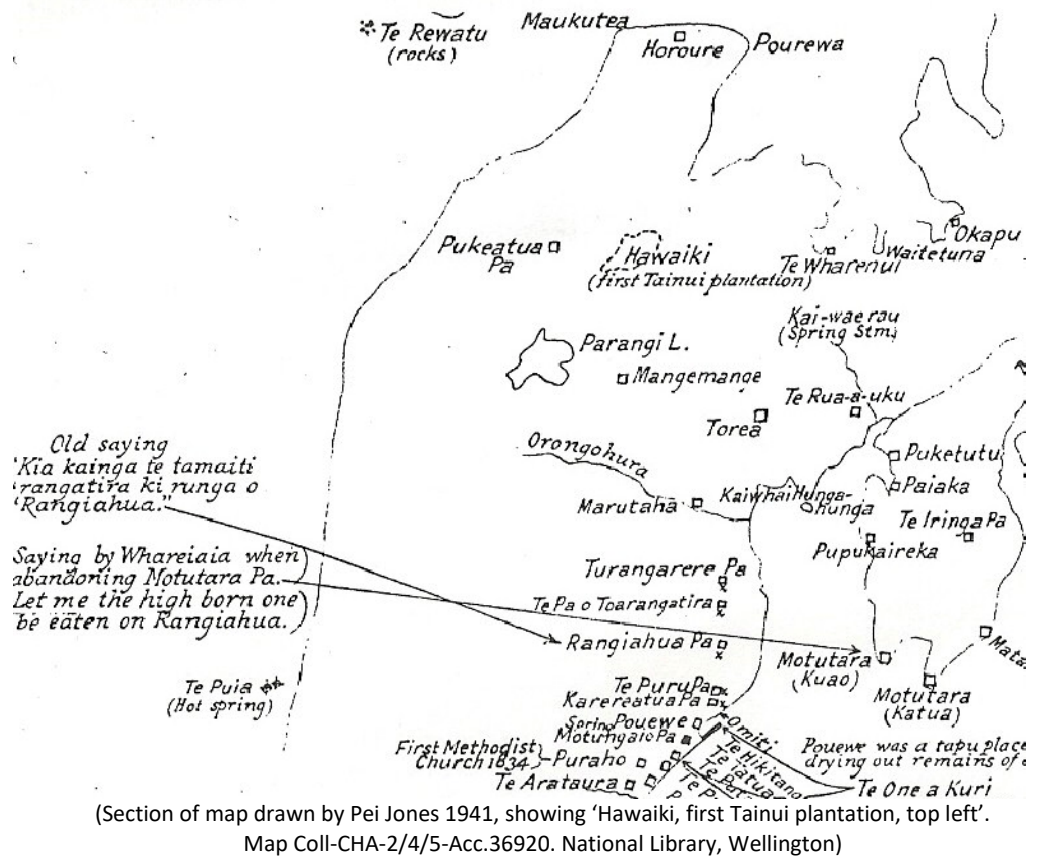 Te Rewatu
(rocks)
Maukutea
Horoure
Pourewa
Pukeatua
Pa
Hawaiki
(first Tainui plantation)
Te Wharenui
Waitetuna
Okapu
Kai-wae rau
(Spring Stm)
Parangi L.
Mangemange
Te Rua-a-uku
Torea
Orongohura
Puketutu
Paiaka
Marutaha
Kaiwhai
Hunga-
hunga
Te Iringa Pa
Pupukaireka
Old saying
'Kia kainga te tamaiti
'rangatira ki runga o
'Rangiahua."
Saying by Whareiaia when)
abandoning Motutara Pa.
Let me the high born one)
be eaten on Rangiahua.)
Turangarere Pa
Te Pa o Toarangatira
Rangiahua Pa
Motutara
(Kuao)
Motutara
(Katua)
Mata
Te Puia
(Hot spring)
Te Puru Pa
Karereatua Pa
Spring Pouewe
Motungaio Pa
First Methodist
Church 1834}
Puraho
Te Arataura
Omiti
Te Hikitano
Te Tatua
Te
Te
Pouewe was a tapu place
drying out remains of
Te One a Kuri
(Section of map drawn by Pei Jones 1941, showing ‘Hawaiki, first Tainui plantation, top left’.
Map Coll-CHA-2/4/5-Acc.36920. National Library, Wellington)